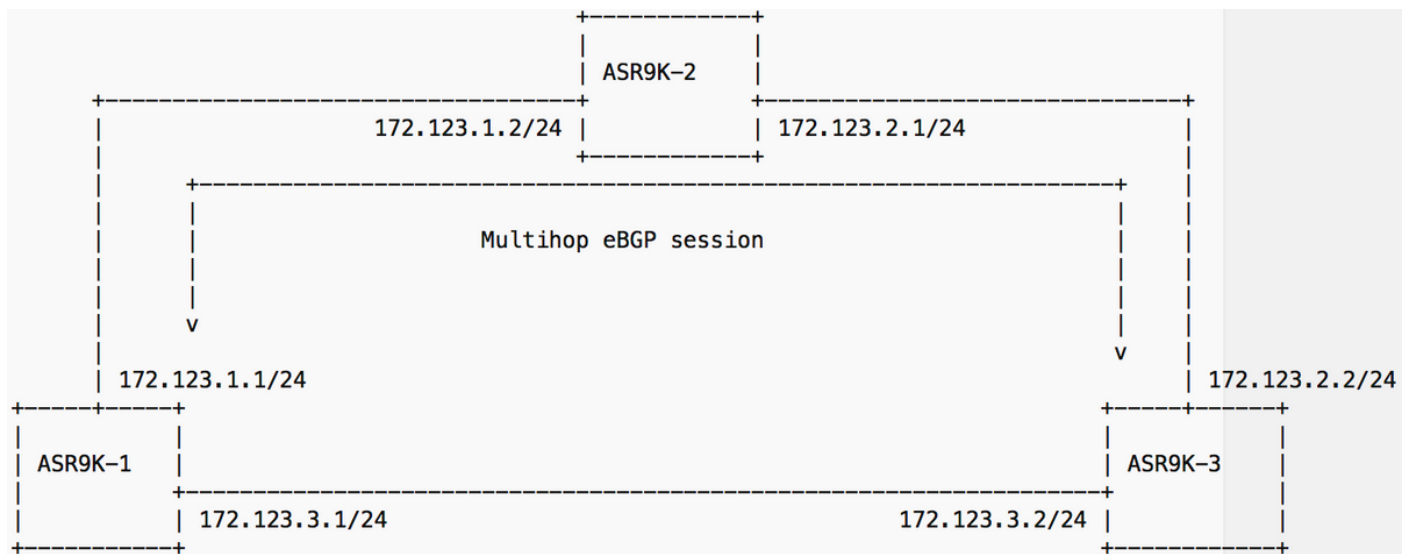 ASR9K-2
172.123.1.2/24 172.123.2.1/24
Multihop eBGP session
172.123.1.1/24 172.123.2.2/24
ASR9K-1 ASR9K-3
172.123.3.1/24 172.123.3.2/24